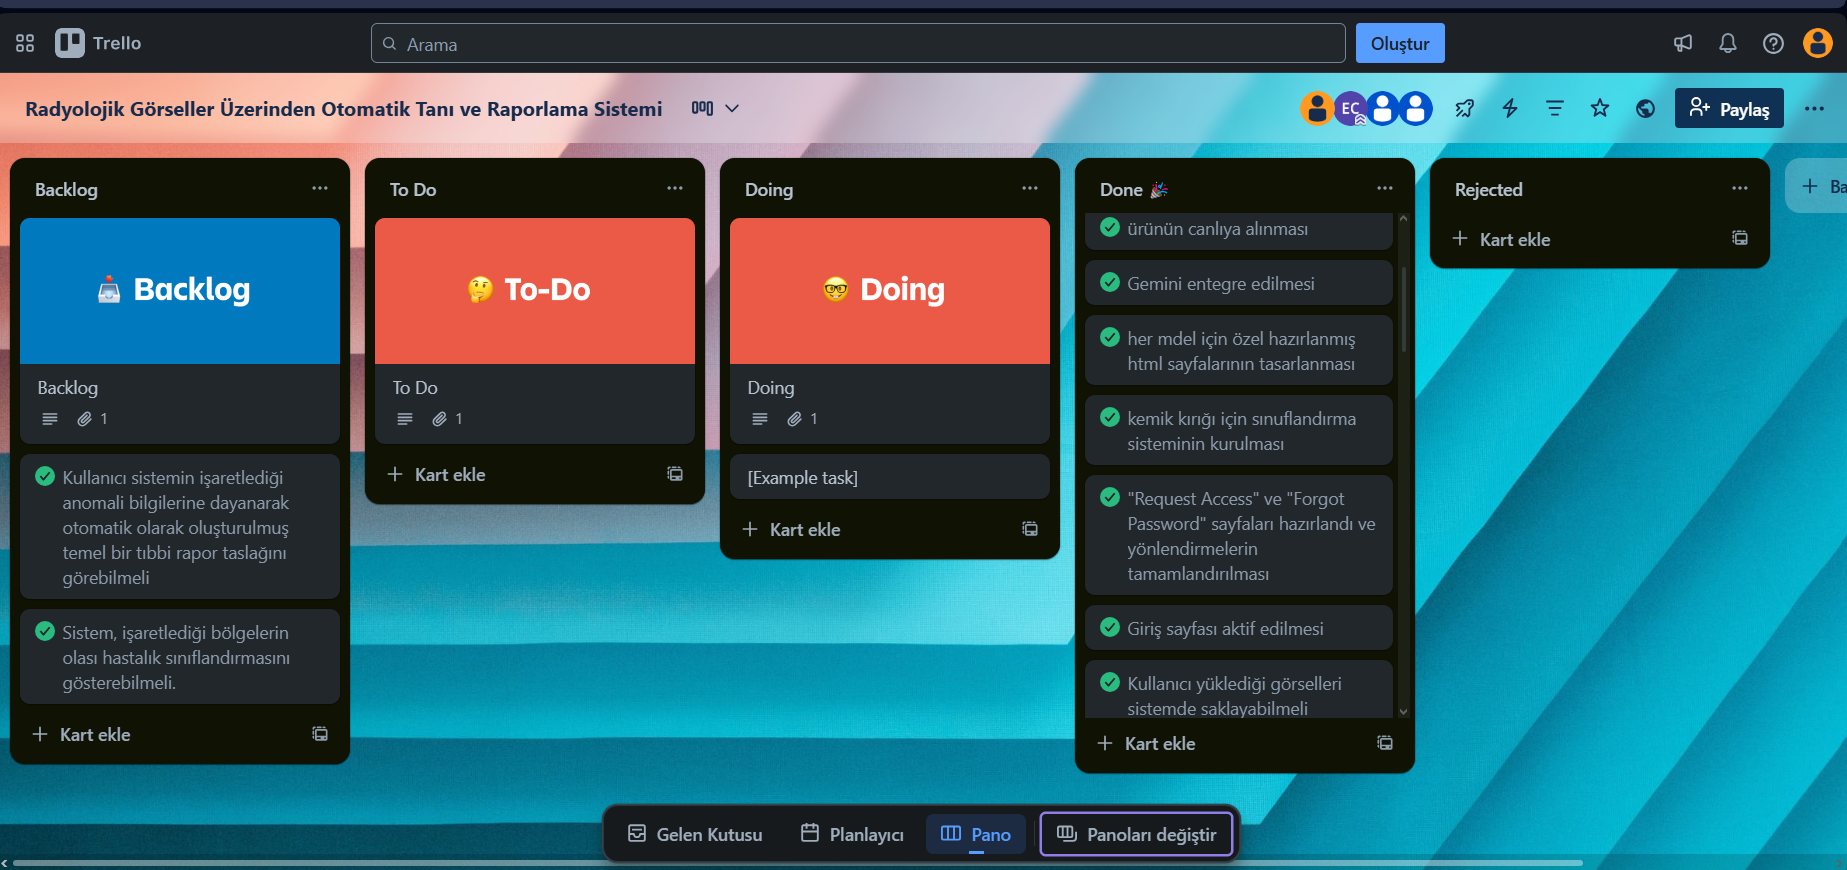 Trello
Arama
Oluştur
Radyolojik Görseller Üzerinden Otomatik Tanı ve Raporlama Sistemi
EC
Paylaş
Backlog
Backlog
Backlog
1
Kullanıcı sistemin işaretlediği
anomali bilgilerine dayanarak
otomatik olarak oluşturulmuş
temel bir tıbbi rapor taslağını
görebilmeli
Sistem, işaretlediği bölgelerin
olası hastalık sınıflandırmasını
gösterebilmeli.
Kart ekle
To Do
To-Do
To Do
1
Kart ekle
Doing
Doing
Doing
1
[Example task]
Kart ekle
Done
ürünün canlıya alınması
Gemini entegre edilmesi
her mdel için özel hazırlanmış
html sayfalarının tasarlanması
kemik kırığı için sınuflandırma
sisteminin kurulması
"Request Access" ve "Forgot
Password" sayfaları hazırlandı ve
yönlendirmelerin
tamamlandırılması
Giriş sayfası aktif edilmesi
Kullanıcı yüklediği görselleri
sistemde saklayabilmeli
Kart ekle
Rejected
Kart ekle
Ba
Gelen Kutusu
Planlayıcı
Pano
Panoları değiştir